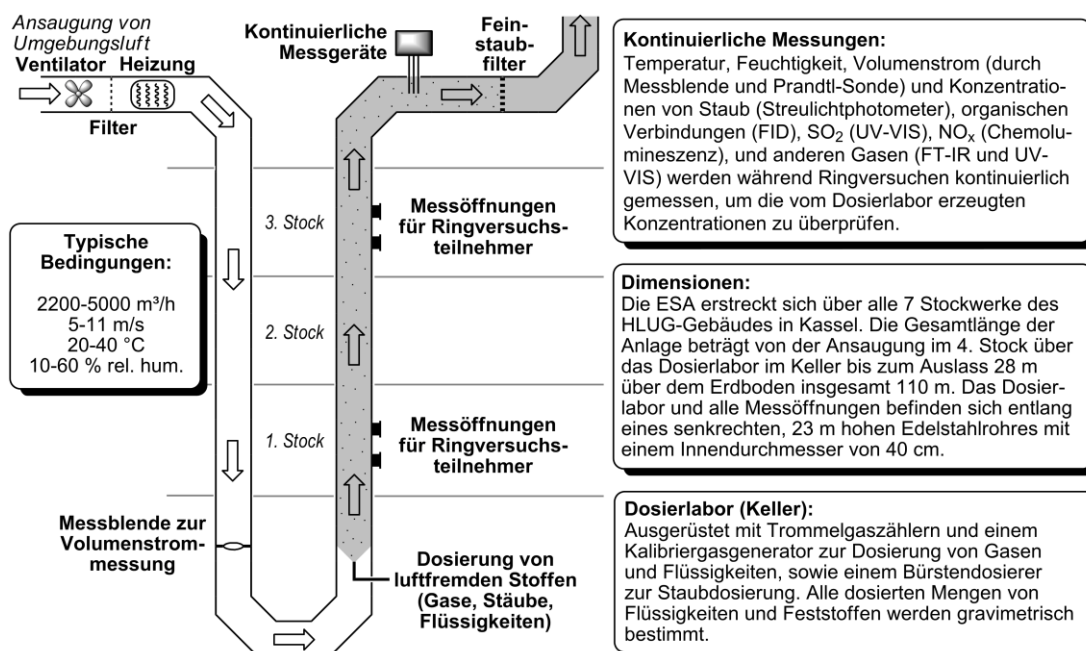 Ansaugung von
Umgebungsluft
Ventilator Heizung
Filter
Kontinuierliche
Messgeräte
Fein-
staub-
filter
3. Stock
Messöffnungen
für Ringversuchs-
teilnehmer
Typische
Bedingungen:
2200-5000 m³/h
5-11 m/s
20-40 °C
10-60 % rel. hum.
2. Stock
1. Stock
Messöffnungen
für Ringversuchs-
teilnehmer
Messblende zur
Volumenstrom-
messung
Dosierung von
luftfremden Stoffen
(Gase, Stäube,
Flüssigkeiten)
Kontinuierliche Messungen:
Temperatur, Feuchtigkeit, Volumenstrom (durch
Messblende und Prandtl-Sonde) und Konzentratio-
nen von Staub (Streulichtphotometer), organischen
Verbindungen (FID), SO₂ (UV-VIS), NOₓ (Chemolu-
mineszenz), und anderen Gasen (FT-IR und UV-
VIS) werden während Ringversuchen kontinuierlich
gemessen, um die vom Dosierlabor erzeugten
Konzentrationen zu überprüfen.
Dimensionen:
Die ESA erstreckt sich über alle 7 Stockwerke des
HLUG-Gebäudes in Kassel. Die Gesamtlänge der
Anlage beträgt von der Ansaugung im 4. Stock über
das Dosierlabor im Keller bis zum Auslass 28 m
über dem Erdboden insgesamt 110 m. Das Dosier-
labor und alle Messöffnungen befinden sich entlang
eines senkrechten, 23 m hohen Edelstahlrohres mit
einem Innendurchmesser von 40 cm.
Dosierlabor (Keller):
Ausgerüstet mit Trommelgaszählern und einem
Kalibriergasgenerator zur Dosierung von Gasen
und Flüssigkeiten, sowie einem Bürstendosierer
zur Staubdosierung. Alle dosierten Mengen von
Flüssigkeiten und Feststoffen werden gravimetrisch
bestimmt.